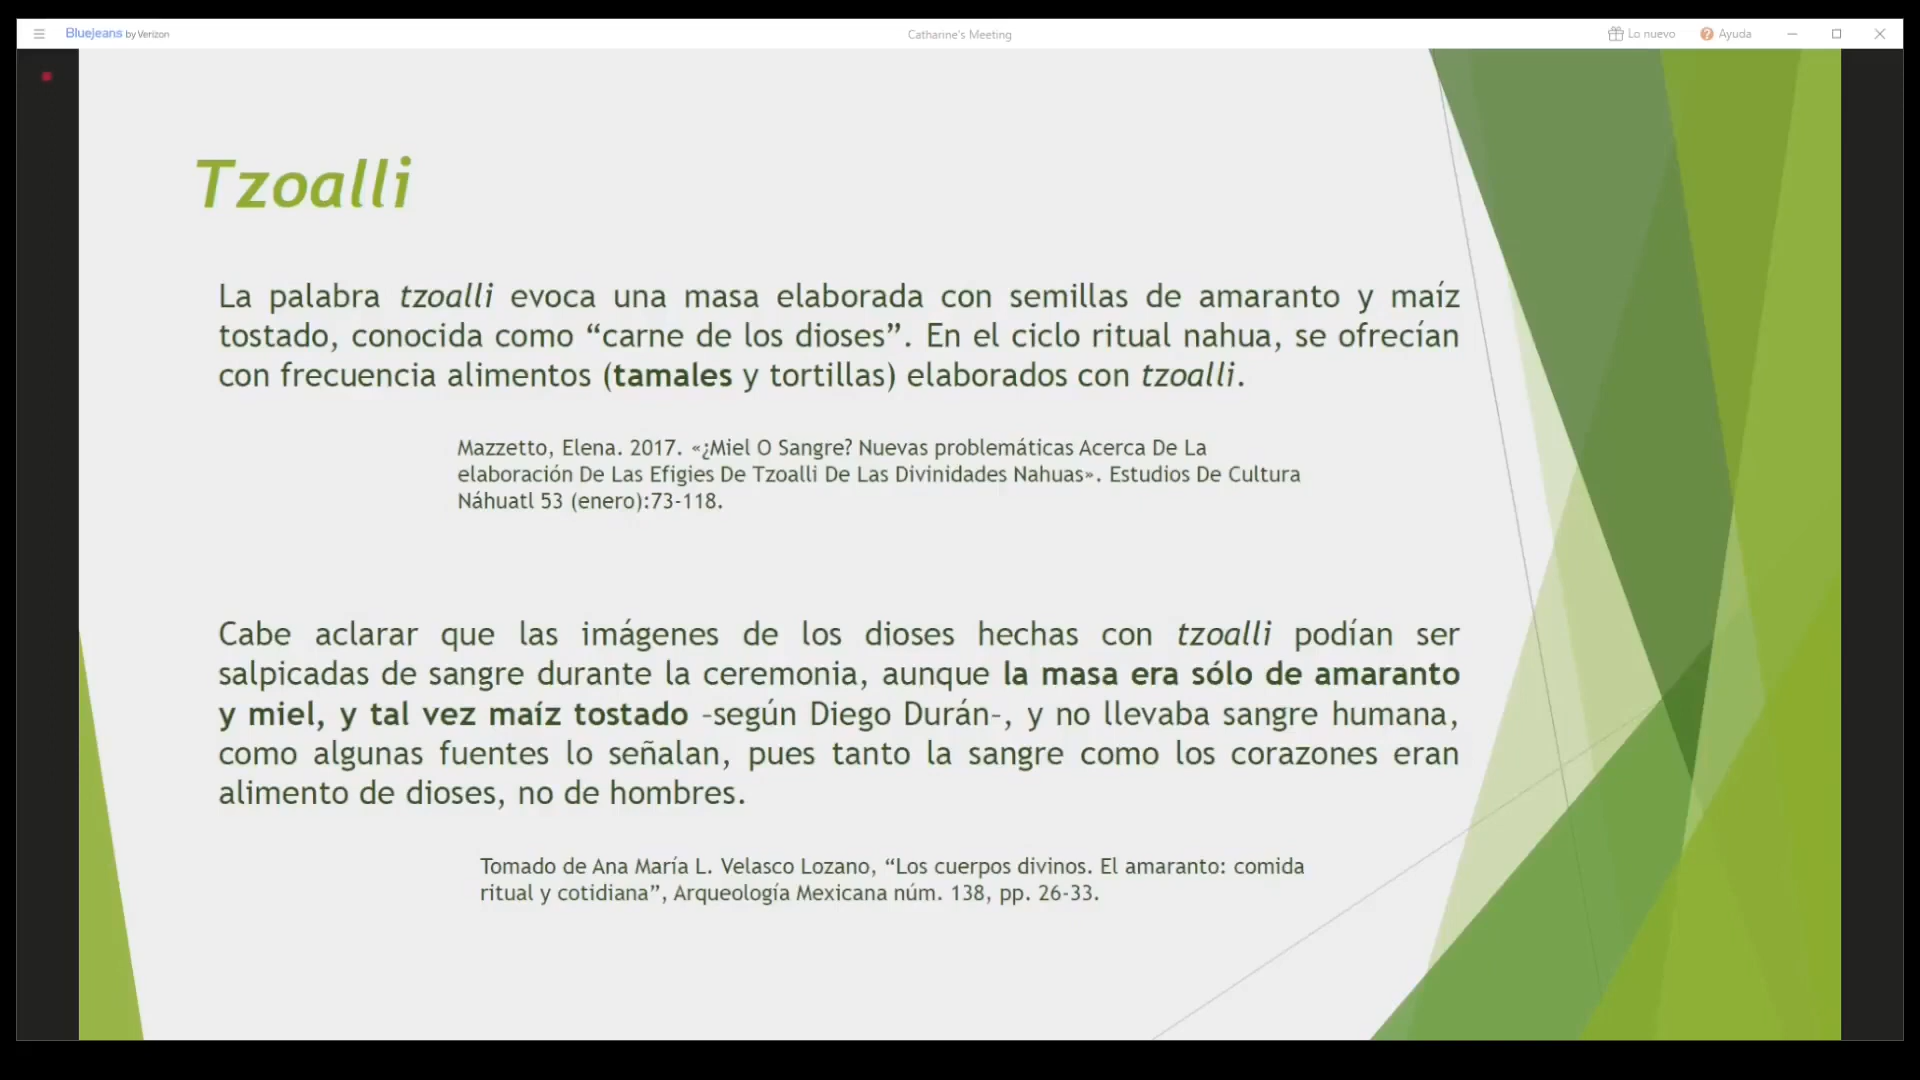 BlueJeans by Verizon
Catharine's Meeting
Lo nuevo
? Ayuda
Tzoalli
La palabra tzoalli evoca una masa elaborada con semillas de amaranto y maíz
tostado, conocida como “carne de los dioses”. En el ciclo ritual nahua, se ofrecían
con frecuencia alimentos (tamales y tortillas) elaborados con tzoalli.
Mazzetto, Elena. 2017. «¿Miel O Sangre? Nuevas problemáticas Acerca De La
elaboración De Las Efigies De Tzoalli De Las Divinidades Nahuas». Estudios De Cultura
Náhuatl 53 (enero):73-118.
Cabe aclarar que las imágenes de los dioses hechas con tzoalli podían ser
salpicadas de sangre durante la ceremonia, aunque la masa era sólo de amaranto
y miel, y tal vez maíz tostado –según Diego Durán–, y no llevaba sangre humana,
como algunas fuentes lo señalan, pues tanto la sangre como los corazones eran
alimento de dioses, no de hombres.
Tomado de Ana María L. Velasco Lozano, “Los cuerpos divinos. El amaranto: comida
ritual y cotidiana”, Arqueología Mexicana núm. 138, pp. 26-33.